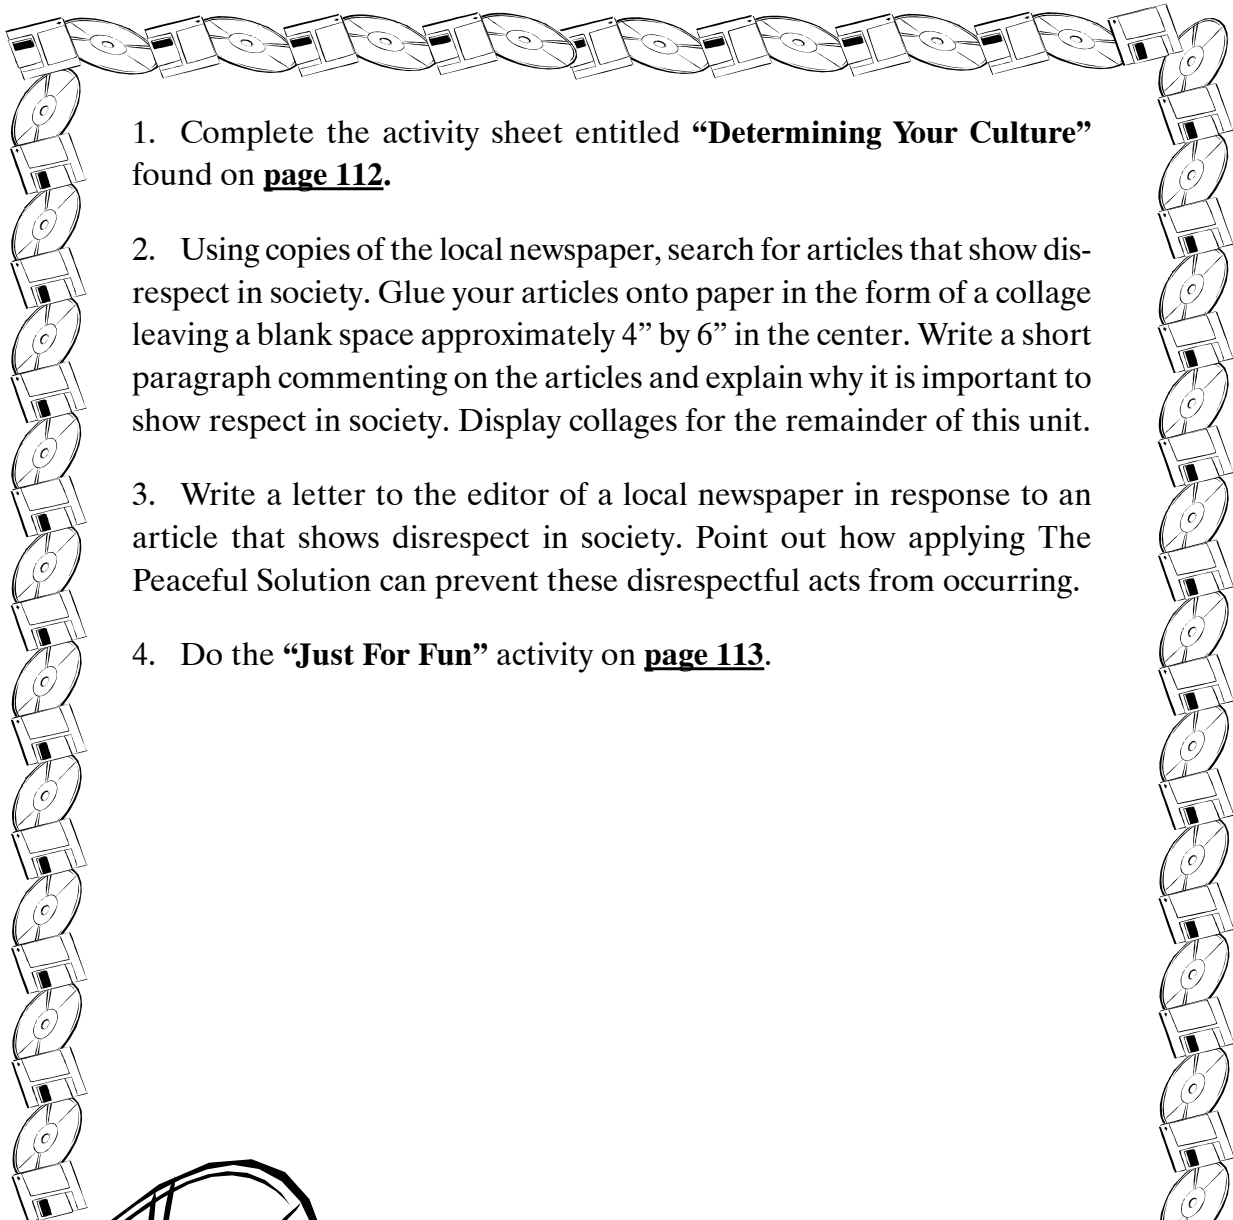 1. Complete the activity sheet entitled “Determining Your Culture”
found on page 112.
2. Using copies of the local newspaper, search for articles that show dis-
respect in society. Glue your articles onto paper in the form of a collage
leaving a blank space approximately 4” by 6” in the center. Write a short
paragraph commenting on the articles and explain why it is important to
show respect in society. Display collages for the remainder of this unit.
3. Write a letter to the editor of a local newspaper in response to an
article that shows disrespect in society. Point out how applying The
Peaceful Solution can prevent these disrespectful acts from occurring.
4. Do the “Just For Fun” activity on page 113.